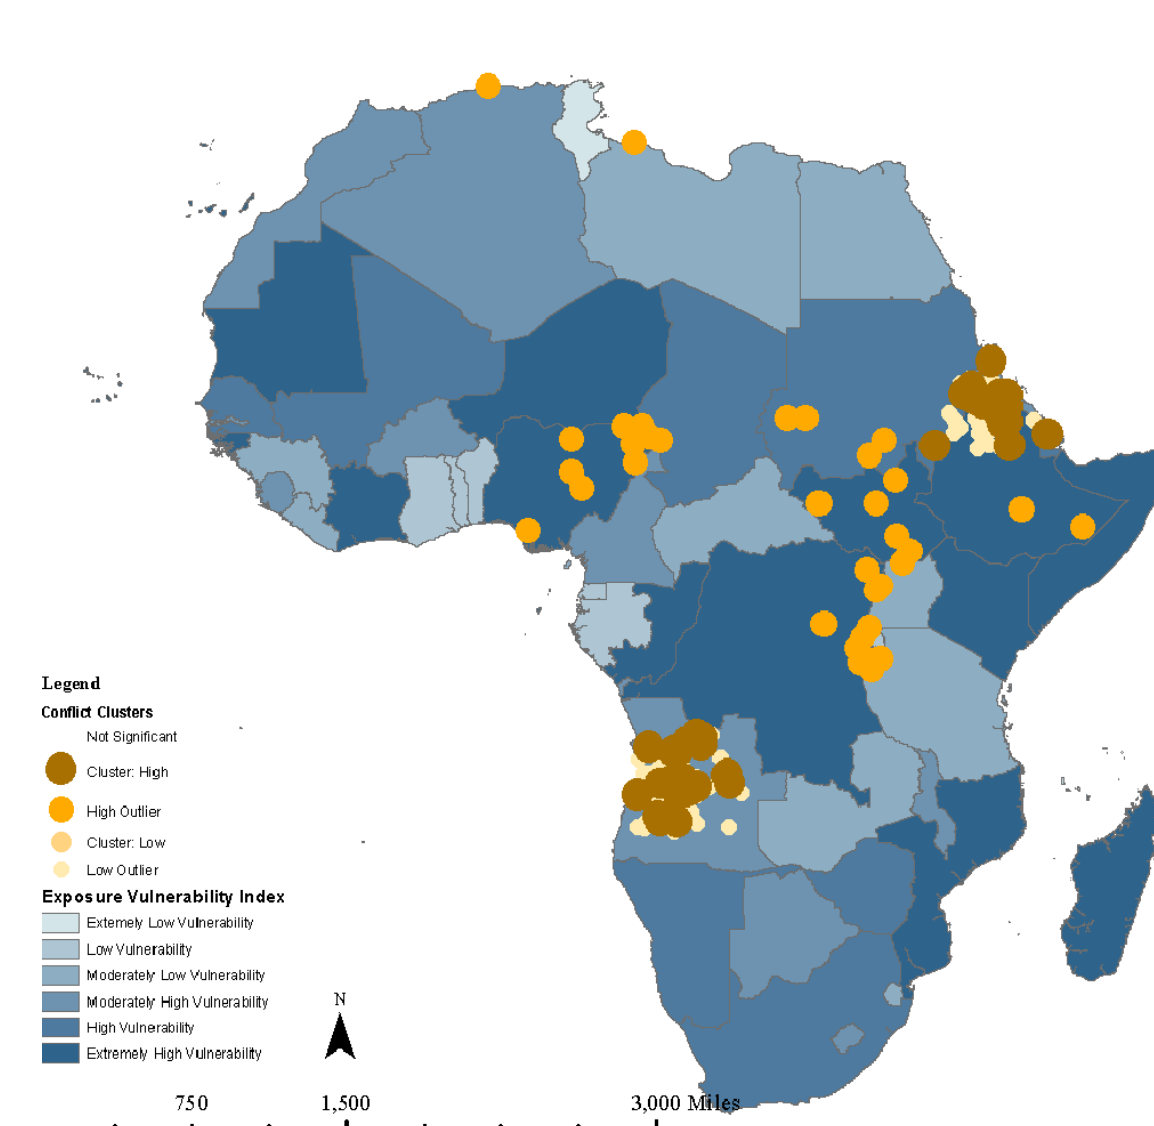 Legend
Conflict Clusters
Not Significant
Cluster: High
High Outlier
Cluster: Low
Low Outlier
Exposure Vulnerability Index
Extemely Low Vulnerability
Low Vulnerability
Moderately Low Vulnerability
Moderately High Vulnerability
High Vulnerability
Extremely High Vulnerability
N
750 1,500 3,000 Miles